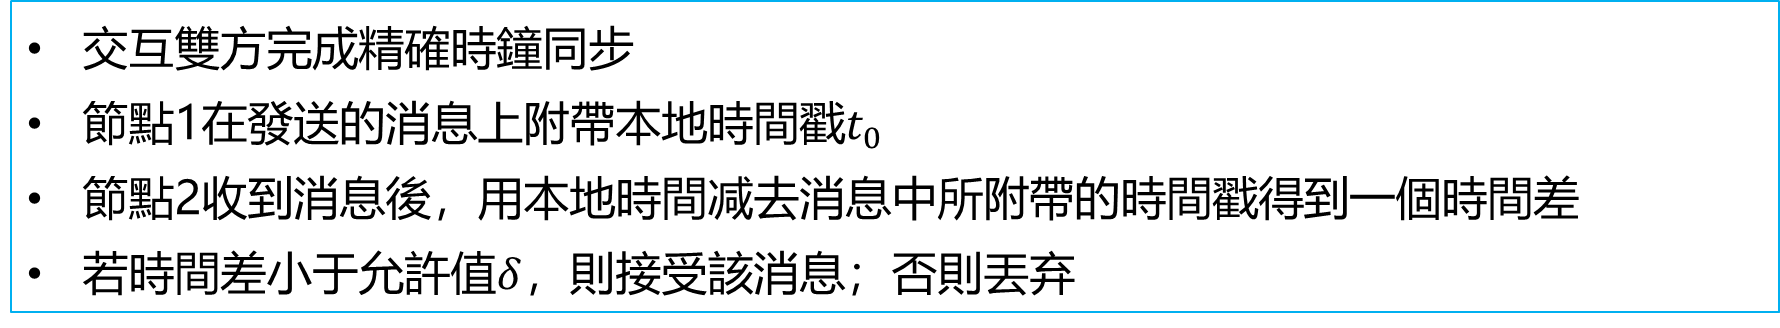 • 交互雙方完成精確時鐘同步
• 節點1在發送的消息上附帶本地時間戳t₀
• 節點2收到消息後，用本地時間减去消息中所附帶的時間戳得到一個時間差
• 若時間差小于允許值δ，則接受該消息；否則丟弃